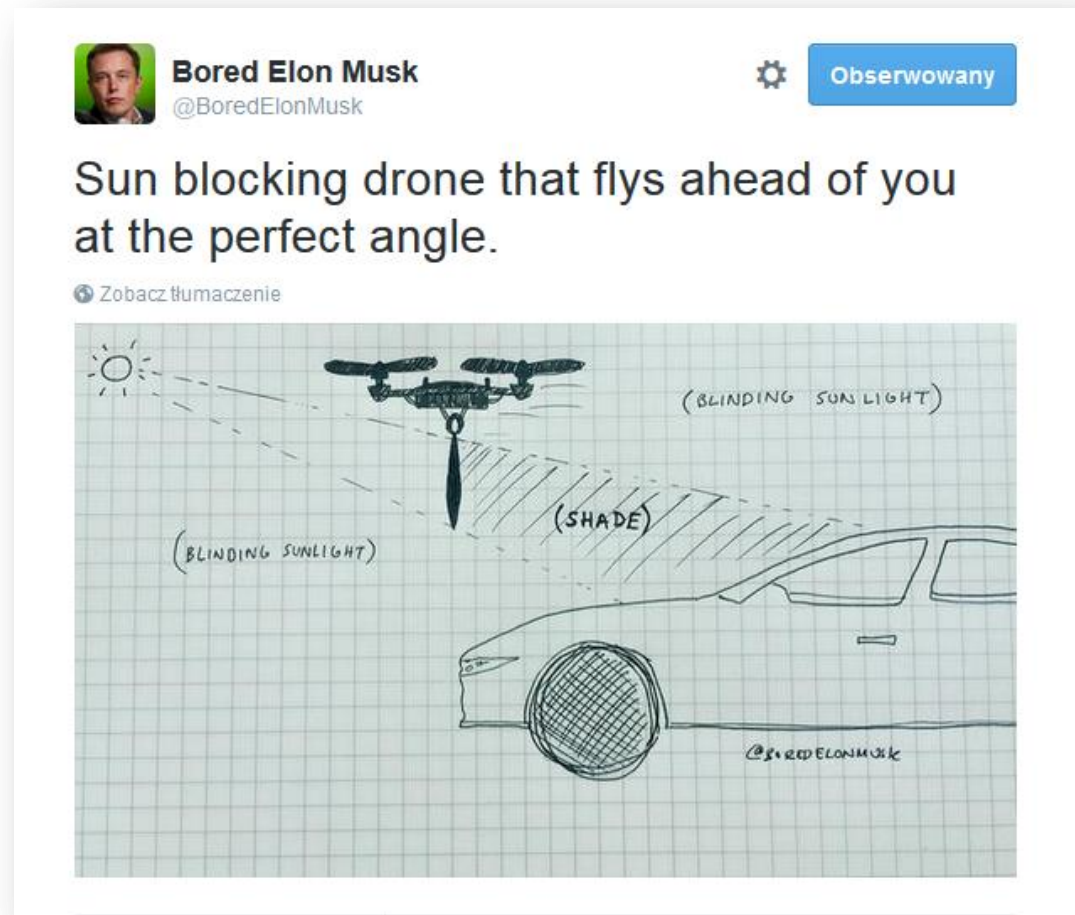 Bored Elon Musk
@BoredElonMusk
Obserwowany
Sun blocking drone that flys ahead of you
at the perfect angle.
Zobacz tłumaczenie
(BLINDING SUNLIGHT)
(SHADE)
(BLINDING SUNLIGHT)
@BOREDELONMUSK